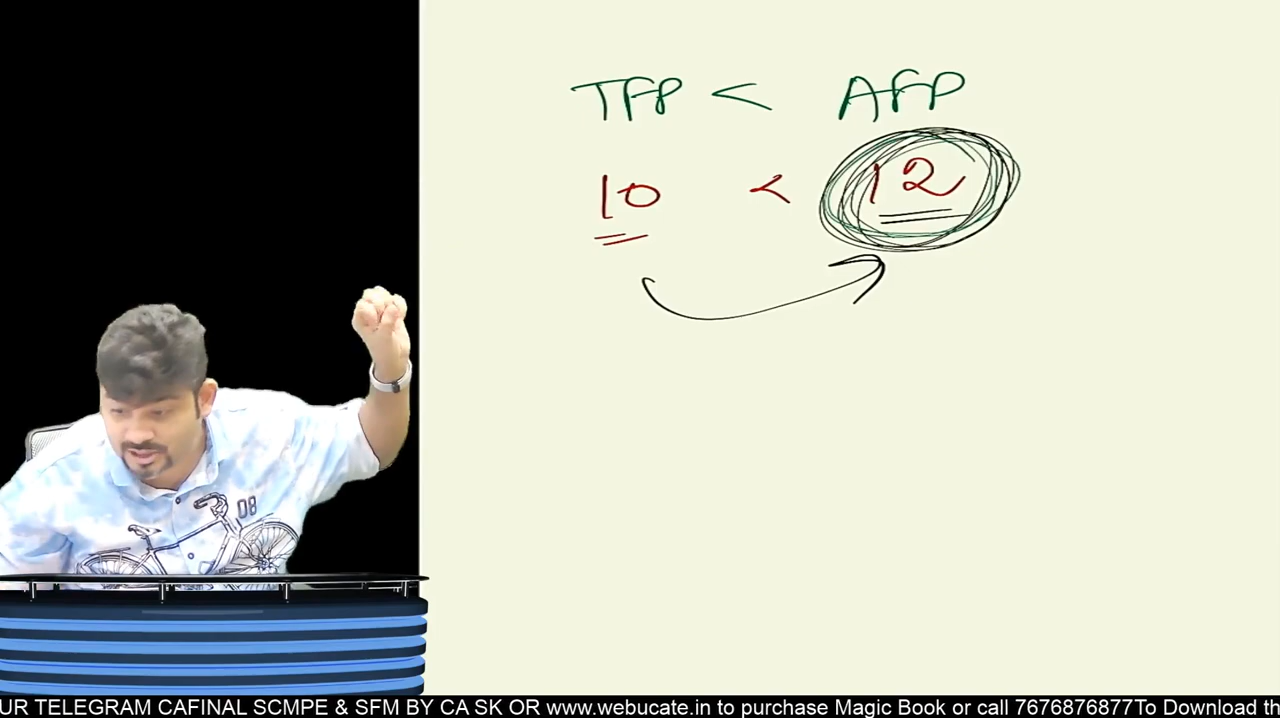 TFP < AFP
10 < 12
08
UR TELEGRAM CAFINAL SCMPE & SFM BY CA SK OR www.webucate.in to purchase Magic Book or call 7676876877To Download th